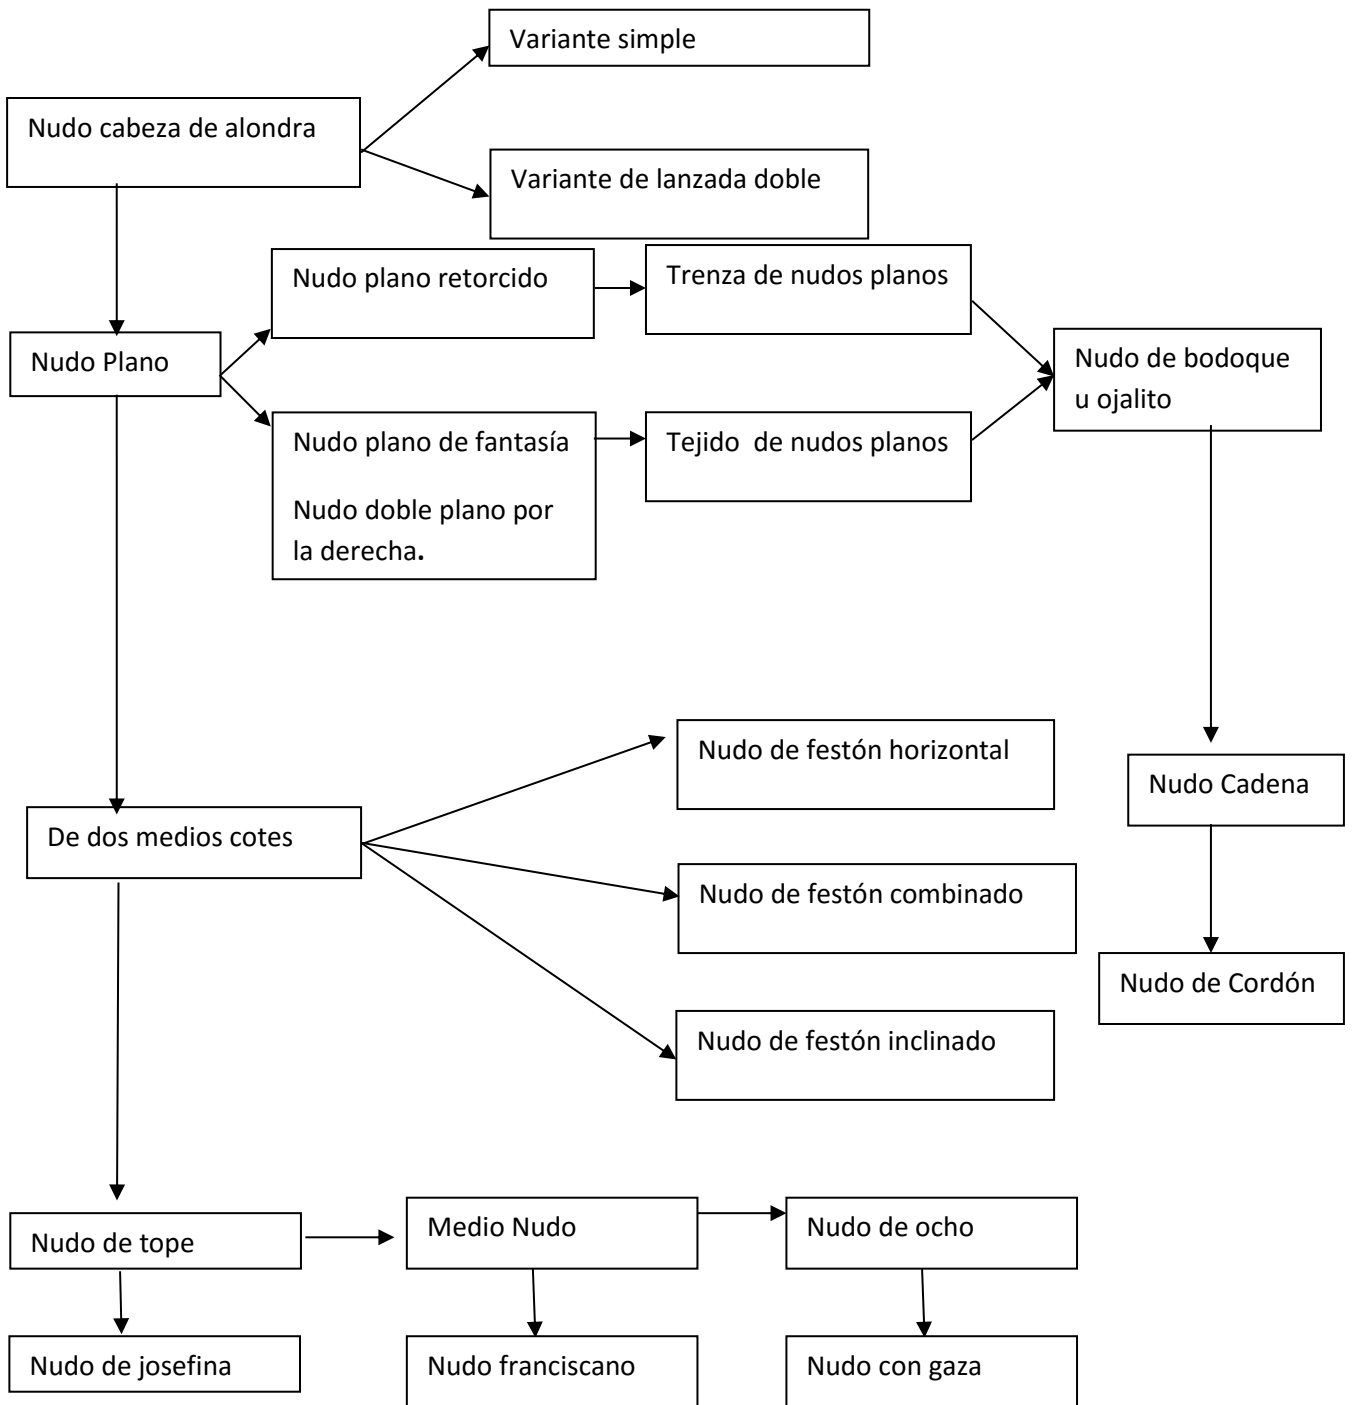 Variante simple
Nudo cabeza de alondra
Variante de lanzada doble
Nudo plano retorcido
Trenza de nudos planos
Nudo Plano
Nudo de bodoque
u ojalito
Nudo plano de fantasía
Nudo doble plano por
la derecha.
Tejido  de nudos planos
Nudo de festón horizontal
Nudo Cadena
De dos medios cotes
Nudo de festón combinado
Nudo de Cordón
Nudo de festón inclinado
Nudo de tope
Medio Nudo
Nudo de ocho
Nudo de josefina
Nudo franciscano
Nudo con gaza